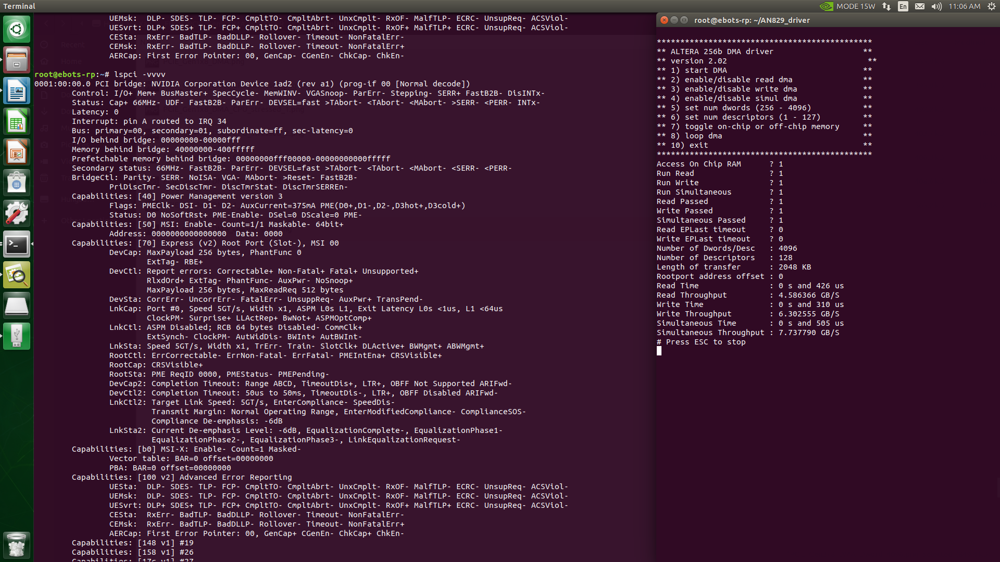 Terminal
MODE 15W
En
11:06 AM
UEMsk:  DLP- SDES- TLP- FCP- CmpltTO- CmpltAbrt- UnxCmplt- RxOF- MalfTLP- ECRC- UnsupReq- ACSViol-
UESvrt: DLP+ SDES+ TLP- FCP+ CmpltTO- CmpltAbrt- UnxCmplt- RxOF+ MalfTLP+ ECRC- UnsupReq- ACSViol-
CESta:  RxErr- BadTLP- BadDLLP- Rollover- Timeout- NonFatalErr-
CEMsk:  RxErr- BadTLP- BadDLLP- Rollover- Timeout- NonFatalErr+
AERCap: First Error Pointer: 00, GenCap- CGenEn- ChkCap- ChkEn-
root@ebots-rp:~# lspci -vvvv
0001:00:00.0 PCI bridge: NVIDIA Corporation Device 1ad2 (rev a1) (prog-if 00 [Normal decode])
Control: I/O+ Mem+ BusMaster+ SpecCycle- MemWINV- VGASnoop- ParErr- Stepping- SERR+ FastB2B- DisINTx-
Status: Cap+ 66MHz- UDF- FastB2B- ParErr- DEVSEL=fast >TAbort- <TAbort- <MAbort- >SERR- <PERR- INTx-
Latency: 0
Interrupt: pin A routed to IRQ 34
Bus: primary=00, secondary=01, subordinate=ff, sec-latency=0
I/O behind bridge: 00000000-00000fff
Memory behind bridge: 40000000-400fffff
Prefetchable memory behind bridge: 00000000fff00000-00000000000fffff
Secondary status: 66MHz- FastB2B- ParErr- DEVSEL=fast >TAbort- <TAbort- <MAbort- <SERR- <PERR-
BridgeCtl: Parity- SERR- NoISA- VGA- MAbort- >Reset- FastB2B-
PriDiscTmr- SecDiscTmr- DiscTmrStat- DiscTmrSERREn-
Capabilities: [40] Power Management version 3
Flags: PMEClk- DSI- D1- D2- AuxCurrent=375mA PME(D0+,D1-,D2-,D3hot+,D3cold+)
Status: D0 NoSoftRst+ PME-Enable- DSel=0 DScale=0 PME-
Capabilities: [50] MSI: Enable- Count=1/1 Maskable- 64bit+
Address: 0000000000000000  Data: 0000
Capabilities: [70] Express (v2) Root Port (Slot-), MSI 00
DevCap: MaxPayload 256 bytes, PhantFunc 0
ExtTag- RBE+
DevCtl: Report errors: Correctable+ Non-Fatal+ Fatal+ Unsupported+
RlxdOrd+ ExtTag- PhantFunc- AuxPwr- NoSnoop+
MaxPayload 256 bytes, MaxReadReq 512 bytes
DevSta: CorrErr- UncorrErr- FatalErr- UnsuppReq- AuxPwr+ TransPend-
LnkCap: Port #0, Speed 5GT/s, Width x1, ASPM L0s L1, Exit Latency L0s <1us, L1 <64us
ClockPM- Surprise+ LLActRep+ BwNot+ ASPMOptComp+
LnkCtl: ASPM Disabled; RCB 64 bytes Disabled- CommClk+
ExtSynch- ClockPM- AutWidDis- BWInt+ AutBWInt-
LnkSta: Speed 5GT/s, Width x1, TrErr- Train- SlotClk+ DLActive+ BWMgmt+ ABWMgmt+
RootCtl: ErrCorrectable- ErrNon-Fatal- ErrFatal- PMEIntEna+ CRSVisible+
RootCap: CRSVisible+
RootSta: PME ReqID 0000, PMEStatus- PMEPending-
DevCap2: Completion Timeout: Range ABCD, TimeoutDis+, LTR+, OBFF Not Supported ARIFwd-
DevCtl2: Completion Timeout: 50us to 50ms, TimeoutDis-, LTR+, OBFF Disabled ARIFwd-
LnkCtl2: Target Link Speed: 5GT/s, EnterCompliance- SpeedDis-
Transmit Margin: Normal Operating Range, EnterModifiedCompliance- ComplianceSOS-
Compliance De-emphasis: -6dB
LnkSta2: Current De-emphasis Level: -6dB, EqualizationComplete-, EqualizationPhase1-
EqualizationPhase2-, EqualizationPhase3-, LinkEqualizationRequest-
Capabilities: [b0] MSI-X: Enable- Count=1 Masked-
Vector table: BAR=0 offset=00000000
PBA: BAR=0 offset=00000000
Capabilities: [100 v2] Advanced Error Reporting
UESta:  DLP- SDES- TLP- FCP- CmpltTO- CmpltAbrt- UnxCmplt- RxOF- MalfTLP- ECRC- UnsupReq- ACSViol-
UEMsk:  DLP- SDES- TLP- FCP- CmpltTO- CmpltAbrt- UnxCmplt- RxOF- MalfTLP- ECRC- UnsupReq- ACSViol-
UESvrt: DLP+ SDES+ TLP- FCP+ CmpltTO- CmpltAbrt- UnxCmplt- RxOF+ MalfTLP+ ECRC- UnsupReq- ACSViol-
CESta:  RxErr- BadTLP- BadDLLP- Rollover- Timeout- NonFatalErr-
CEMsk:  RxErr- BadTLP- BadDLLP- Rollover- Timeout- NonFatalErr+
AERCap: First Error Pointer: 00, GenCap+ CGenEn- ChkCap+ ChkEn-
Capabilities: [148 v1] #19
Capabilities: [158 v1] #26
Capabilities: [17c v1] #27
root@ebots-rp: ~/AN829_driver
**********************************************
** ALTERA 256b DMA driver                   **
** version 2.02                              **
** 1) start DMA                             **
** 2) enable/disable read dma               **
** 3) enable/disable write dma              **
** 4) enable/disable simul dma              **
** 5) set num dwords (256 - 4096)           **
** 6) set num descriptors (1 - 127)         **
** 7) toggle on-chip or off-chip memory     **
** 8) loop dma                              **
** 10) exit                                 **
**********************************************
Access On Chip RAM      ? 1
Run Read                ? 1
Run Write               ? 1
Run Simultaneous        ? 1
Read Passed             ? 1
Write Passed            ? 1
Simultaneous Passed     ? 1
Read EPLast timeout     ? 0
Write EPLast timeout    ? 0
Number of Dwords/Desc   : 4096
Number of Descriptors   : 128
Length of transfer      : 2048 KB
Rootport address offset : 0
Read Time               : 0 s and 426 us
Read Throughput         : 4.586366 GB/S
Write Time              : 0 s and 310 us
Write Throughput        : 6.302555 GB/S
Simultaneous Time       : 0 s and 505 us
Simultaneous Throughput : 7.737790 GB/S
# Press ESC to stop